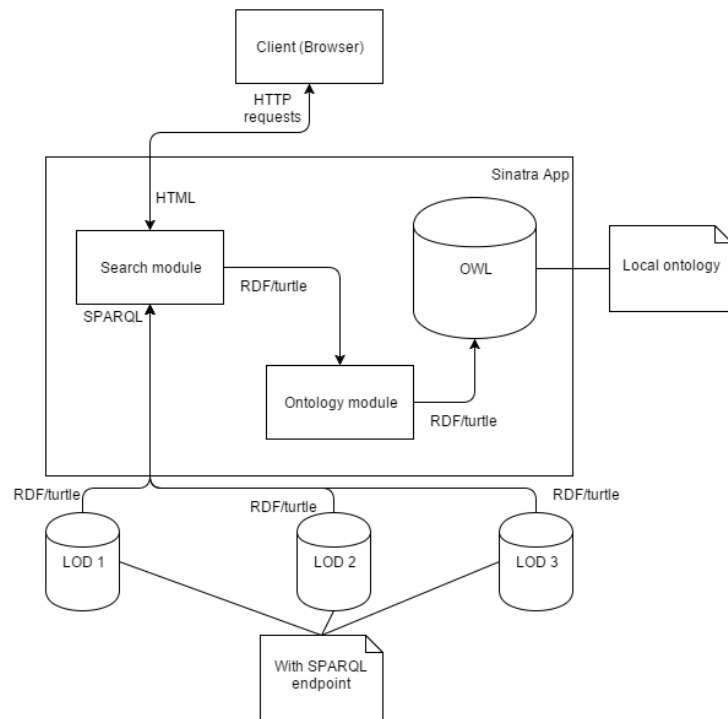 Client (Browser)
HTTP
requests
Sinatra App
HTML
Search module
SPARQL
RDF/turtle
OWL
Local ontology
Ontology module
RDF/turtle
RDF/turtle
RDF/turtle
RDF/turtle
LOD 1
LOD 2
LOD 3
With SPARQL
endpoint